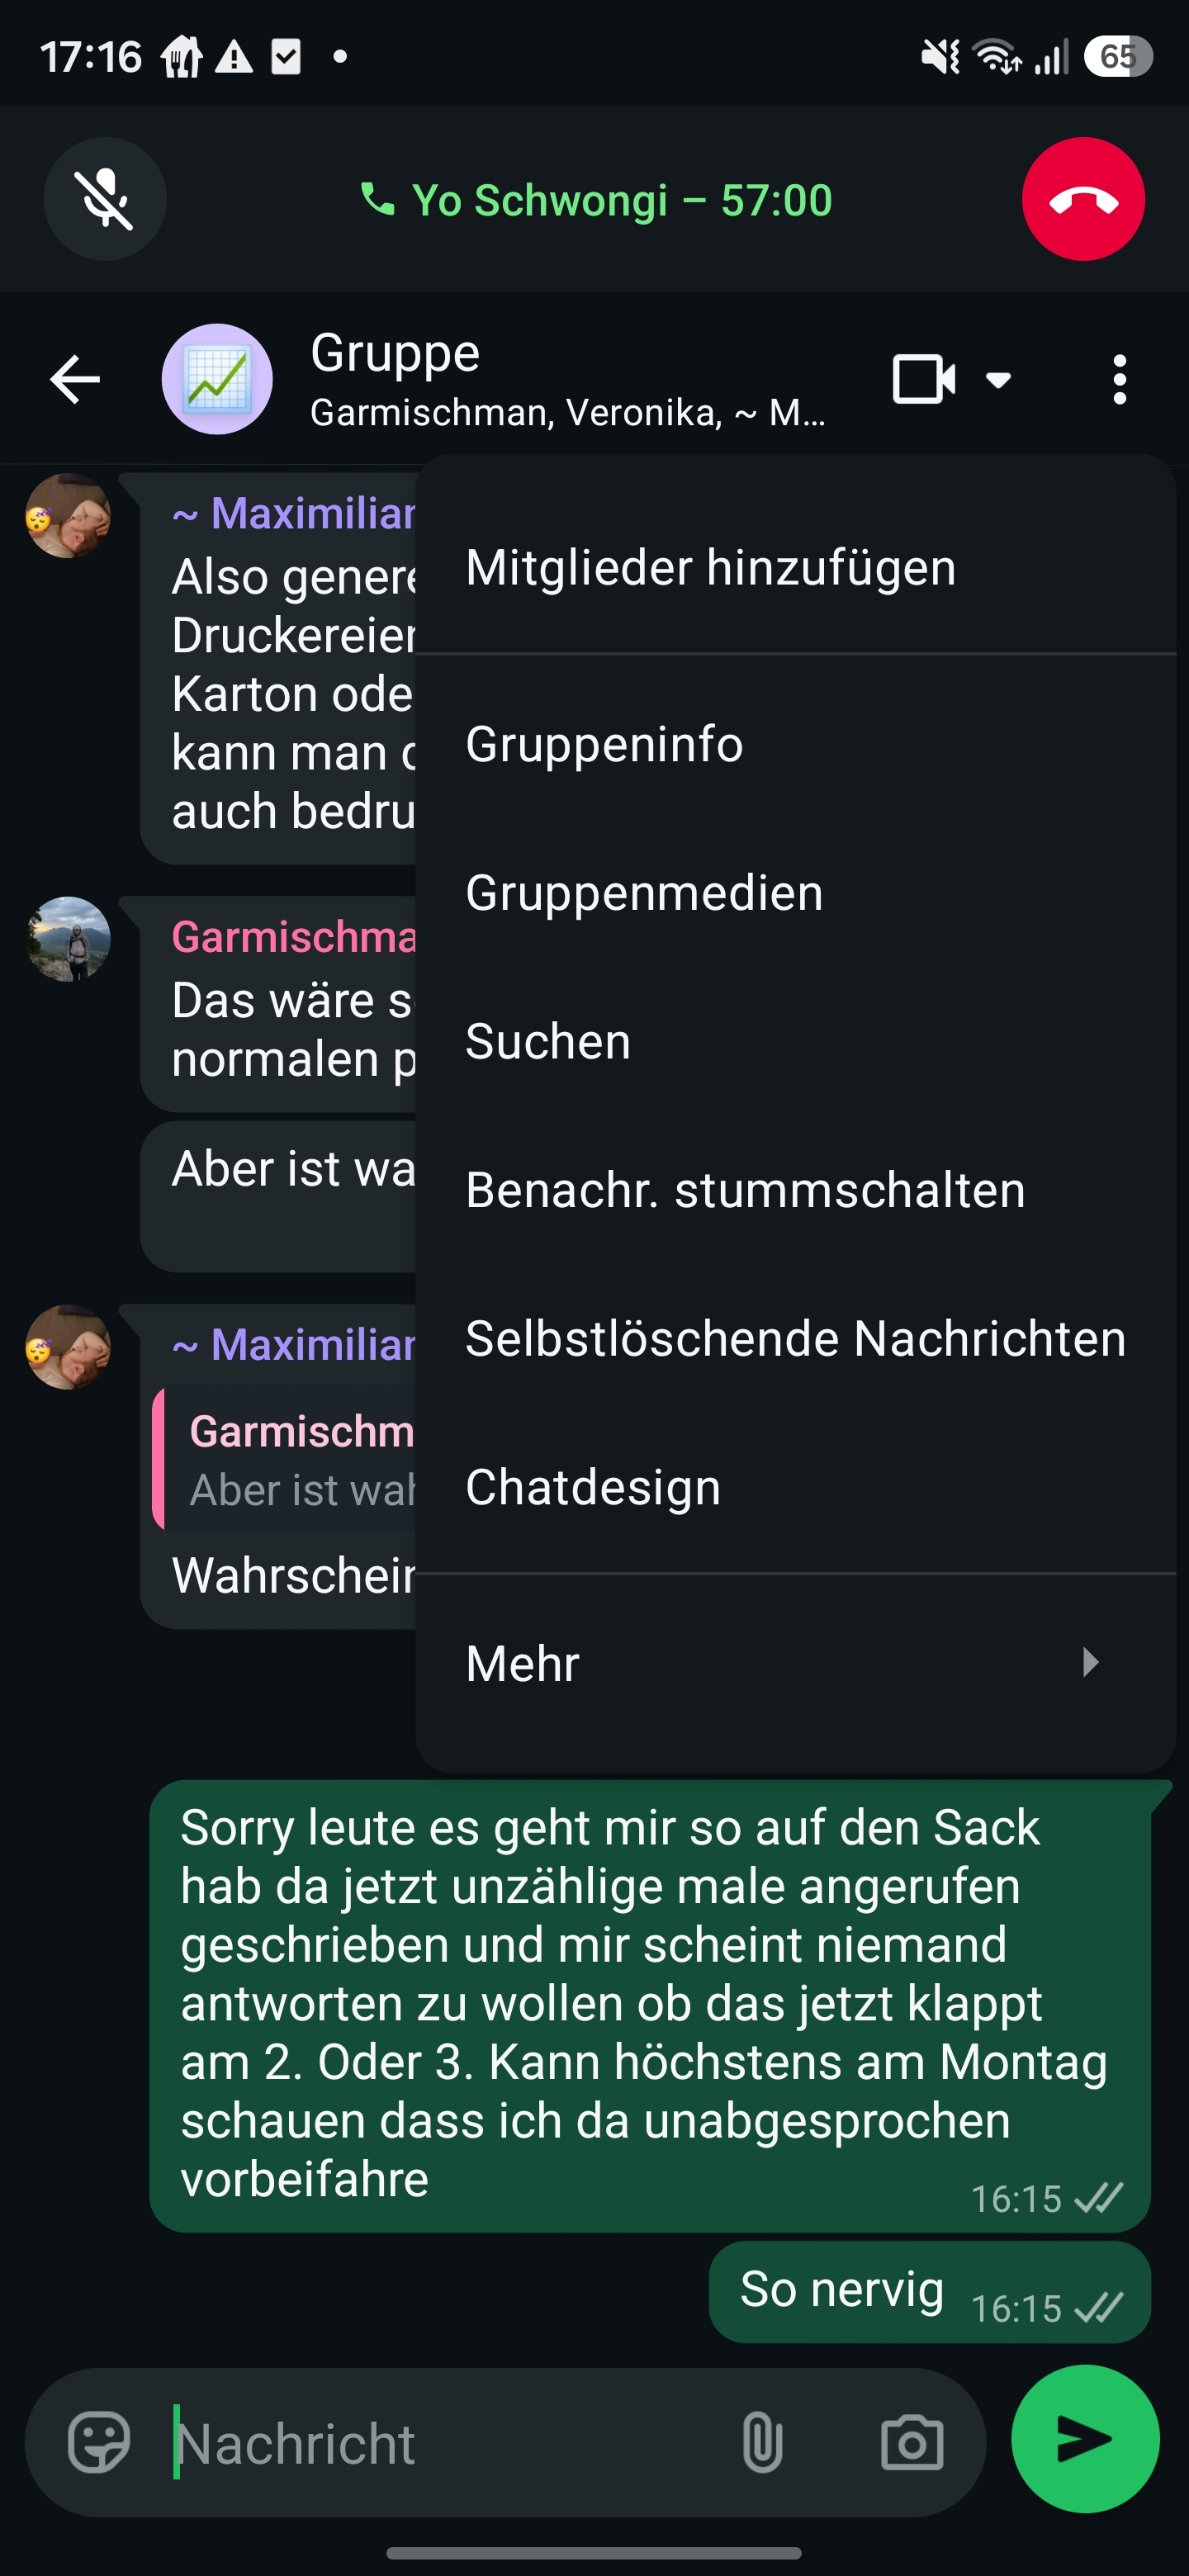 17:16
65
Yo Schwongi – 57:00
Gruppe
Garmischman, Veronika, ~ M...
~ Maximilian
Also genere
Druckereien
Karton ode
kann man d
auch bedru
Garmischma
Das wäre s
normalen p
Aber ist wa
~ Maximilian
Garmischm
Aber ist wah
Wahrschein
Mitglieder hinzufügen
Gruppeninfo
Gruppenmedien
Suchen
Benachr. stummschalten
Selbstlöschende Nachrichten
Chatdesign
Mehr
Sorry leute es geht mir so auf den Sack
hab da jetzt unzählige male angerufen
geschrieben und mir scheint niemand
antworten zu wollen ob das jetzt klappt
am 2. Oder 3. Kann höchstens am Montag
schauen dass ich da unabgesprochen
vorbeifahre
16:15
So nervig 16:15
Nachricht